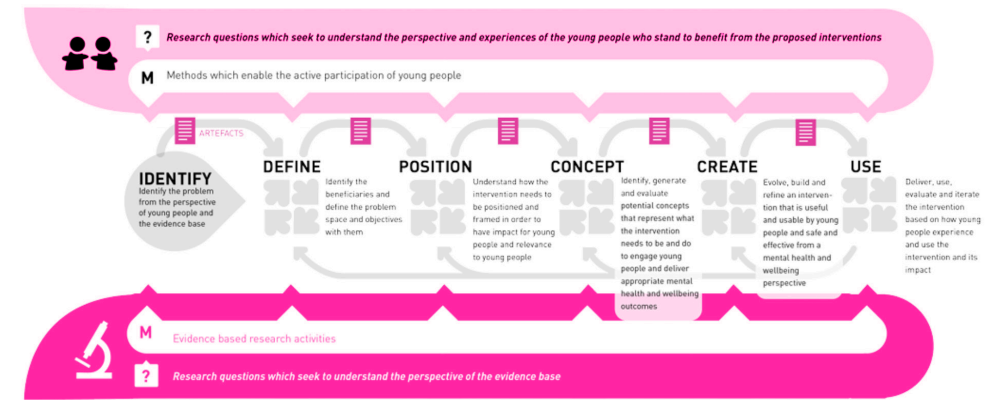 ? Research questions which seek to understand the perspective and experiences of the young people who stand to benefit from the proposed interventions
M Methods which enable the active participation of young people
ARTEFACTS
IDENTIFY
Identify the problem
from the perspective
of young people and
the evidence base
DEFINE
Identify the
beneficiaries and
define the problem
space and objectives
with them
POSITION
Understand how the
intervention needs to
be positioned and
framed in order to
have impact for young
people and relevance
to young people
CONCEPT
Identify, generate
and evaluate
potential concepts
that represent what
the intervention
needs to be and do
to engage young
people and deliver
appropriate mental
health and wellbeing
outcomes
CREATE
Evolve, build and
refine an interven-
tion that is useful
and usable by young
people and safe and
effective from a
mental health and
wellbeing
perspective
USE
Deliver, use,
evaluate and iterate
the intervention
based on how young
people experience
and use the
intervention and its
impact
M Evidence based research activities
? Research questions which seek to understand the perspective of the evidence base